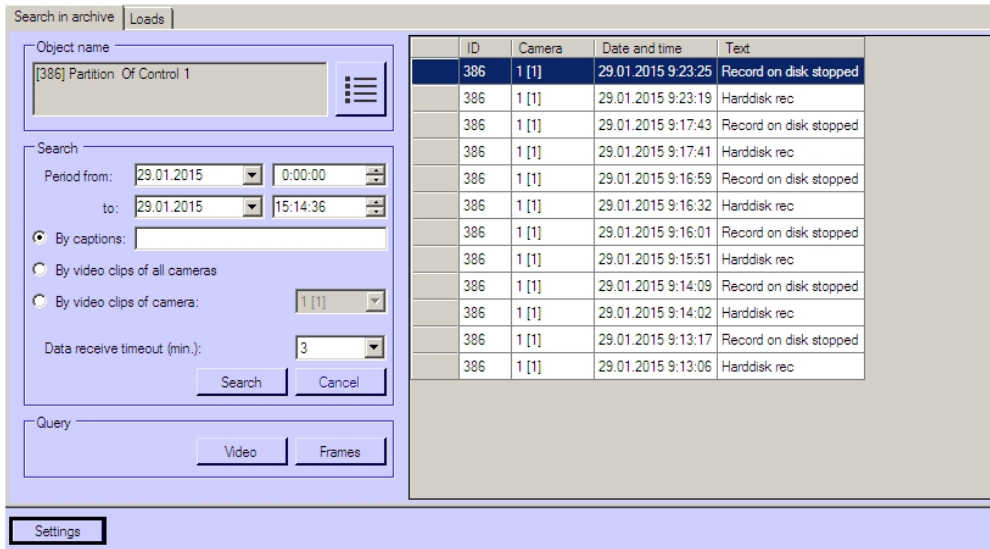 Search in archive Loads
Object name
[386] Partition Of Control 1
Search
Period from: 29.01.2015 0:00:00
to: 29.01.2015 15:14:36
By captions:
By video clips of all cameras
By video clips of camera: 1 [1]
Data receive timeout (min.): 3
Search Cancel
Query
Video Frames
ID Camera Date and time Text
386 1 [1] 29.01.2015 9:23:25 Record on disk stopped
386 1 [1] 29.01.2015 9:23:19 Harddisk rec
386 1 [1] 29.01.2015 9:17:43 Record on disk stopped
386 1 [1] 29.01.2015 9:17:41 Harddisk rec
386 1 [1] 29.01.2015 9:16:59 Record on disk stopped
386 1 [1] 29.01.2015 9:16:32 Harddisk rec
386 1 [1] 29.01.2015 9:16:01 Record on disk stopped
386 1 [1] 29.01.2015 9:15:51 Harddisk rec
386 1 [1] 29.01.2015 9:14:09 Record on disk stopped
386 1 [1] 29.01.2015 9:14:02 Harddisk rec
386 1 [1] 29.01.2015 9:13:17 Record on disk stopped
386 1 [1] 29.01.2015 9:13:06 Harddisk rec
Settings